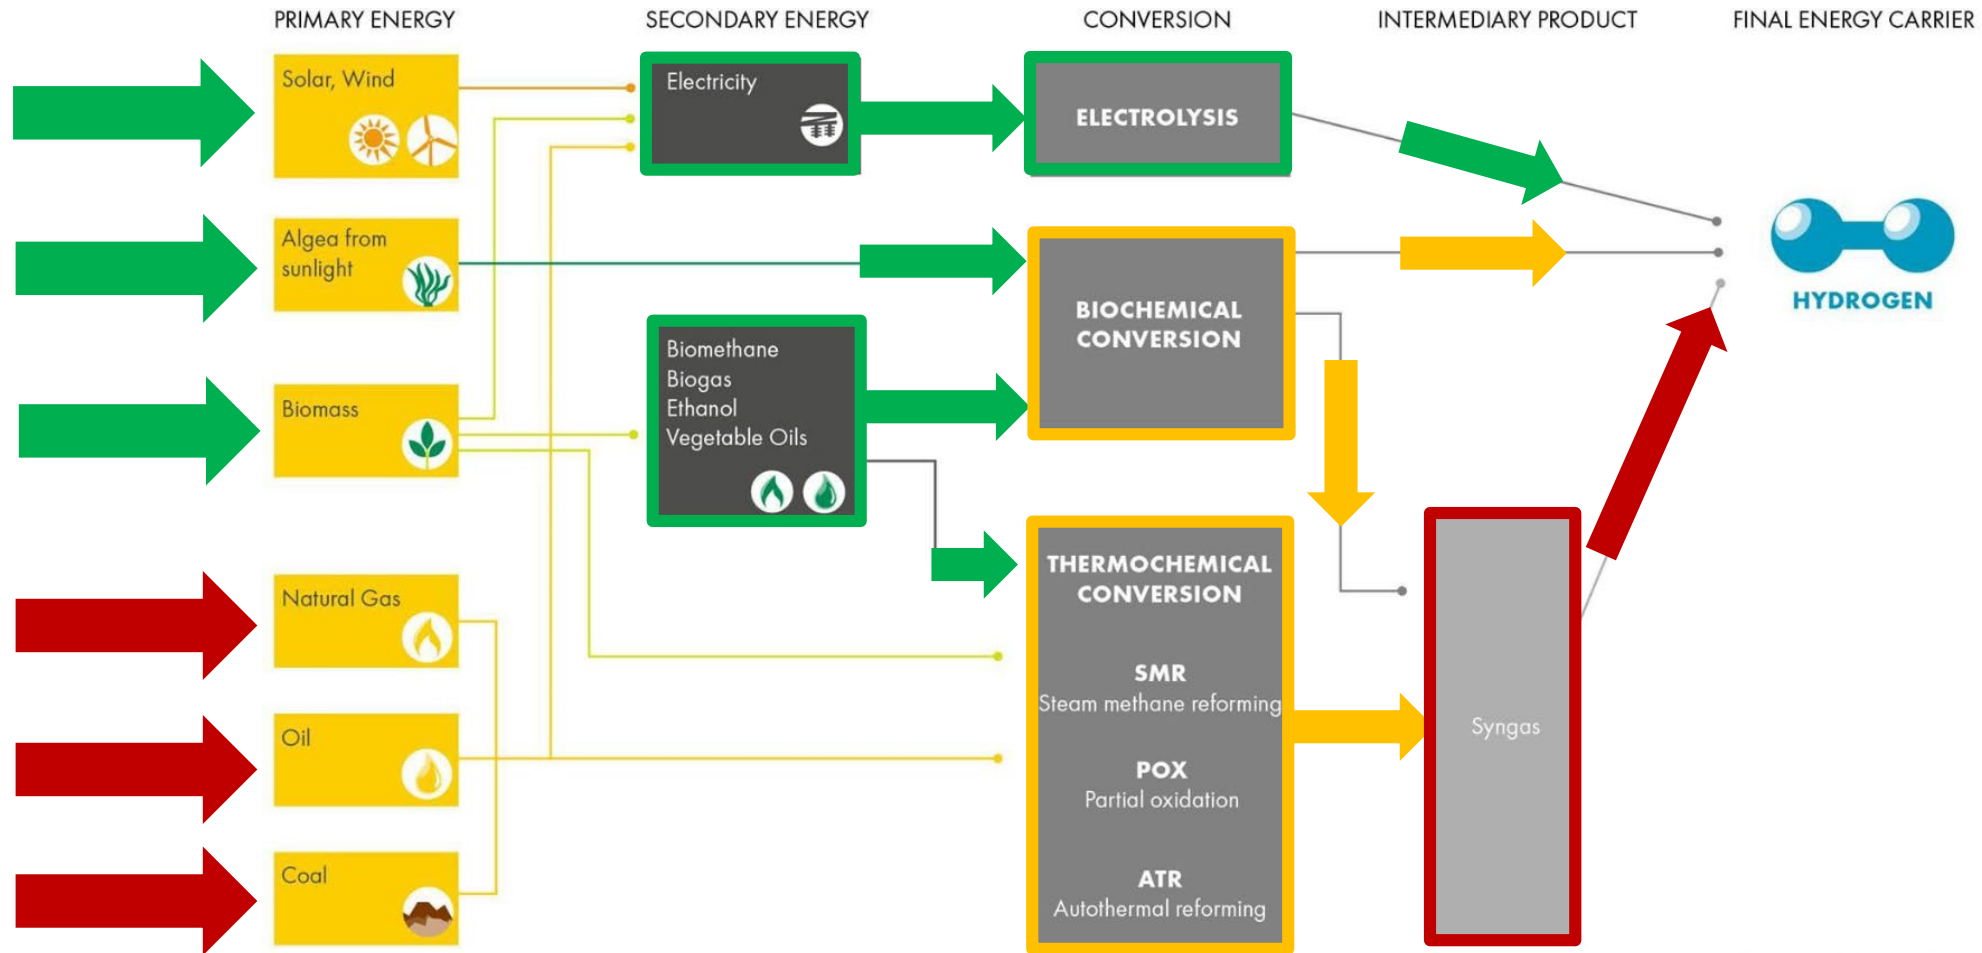 PRIMARY ENERGY
SECONDARY ENERGY
CONVERSION
INTERMEDIARY PRODUCT
FINAL ENERGY CARRIER
Solar, Wind
Electricity
ELECTROLYSIS
Algea from
sunlight
BIOCHEMICAL
CONVERSION
HYDROGEN
Biomethane
Biogas
Ethanol
Vegetable Oils
Biomass
THERMOCHEMICAL
CONVERSION
Natural Gas
SMR
Steam methane reforming
Oil
Syngas
POX
Partial oxidation
Coal
ATR
Autothermal reforming